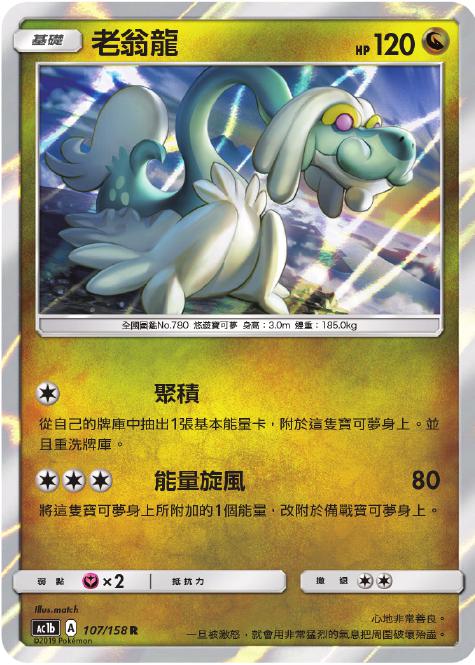 基礎 老翁龍 HP 120
全國圖鑑No.780 悠遊寶可夢 身高：3.0m 體重：185.0kg
聚積
從自己的牌庫中抽出1張基本能量卡，附於這隻寶可夢身上。並
且重洗牌庫。
能量旋風 80
將這隻寶可夢身上所附加的1個能量，改附於備戰寶可夢身上。
弱點 ×2 抵抗力 撤退
Illus.match
心地非常善良。
AC1b A 107/158 R
一旦被激怒，就會用非常猛烈的氣息把周圍破壞殆盡。
©2019 Pokémon